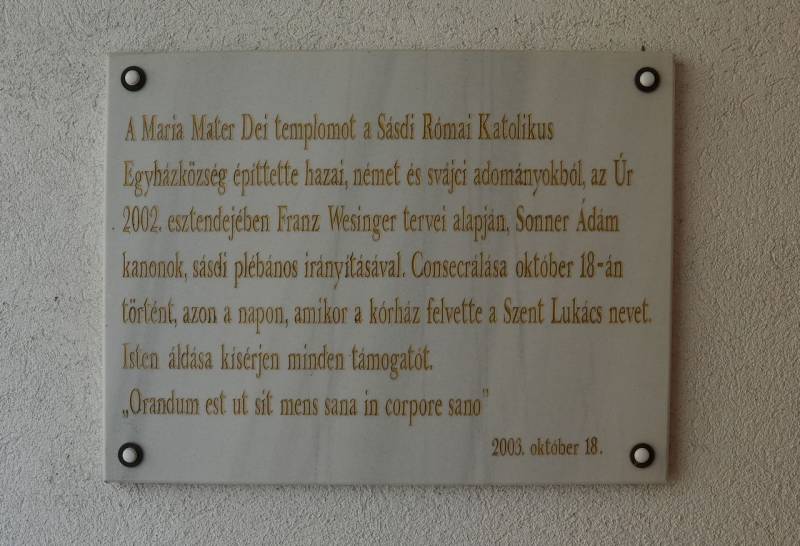 A Maria Mater Dei templomot a Sásdi Római Katolikus
Egyházközség építtette hazai, német és svájci adományokból, az Úr
2002. esztendejében Franz Wesinger tervei alapján, Sonner Ádám
kanonok, sásdi plébános irányításával. Consecrálása október 18-án
történt, azon a napon, amikor a kórház felvette a Szent Lukács nevet.
Isten áldása kísérjen minden támogatót.
„Orandum est ut sit mens sana in corpore sano”
2003. október 18.